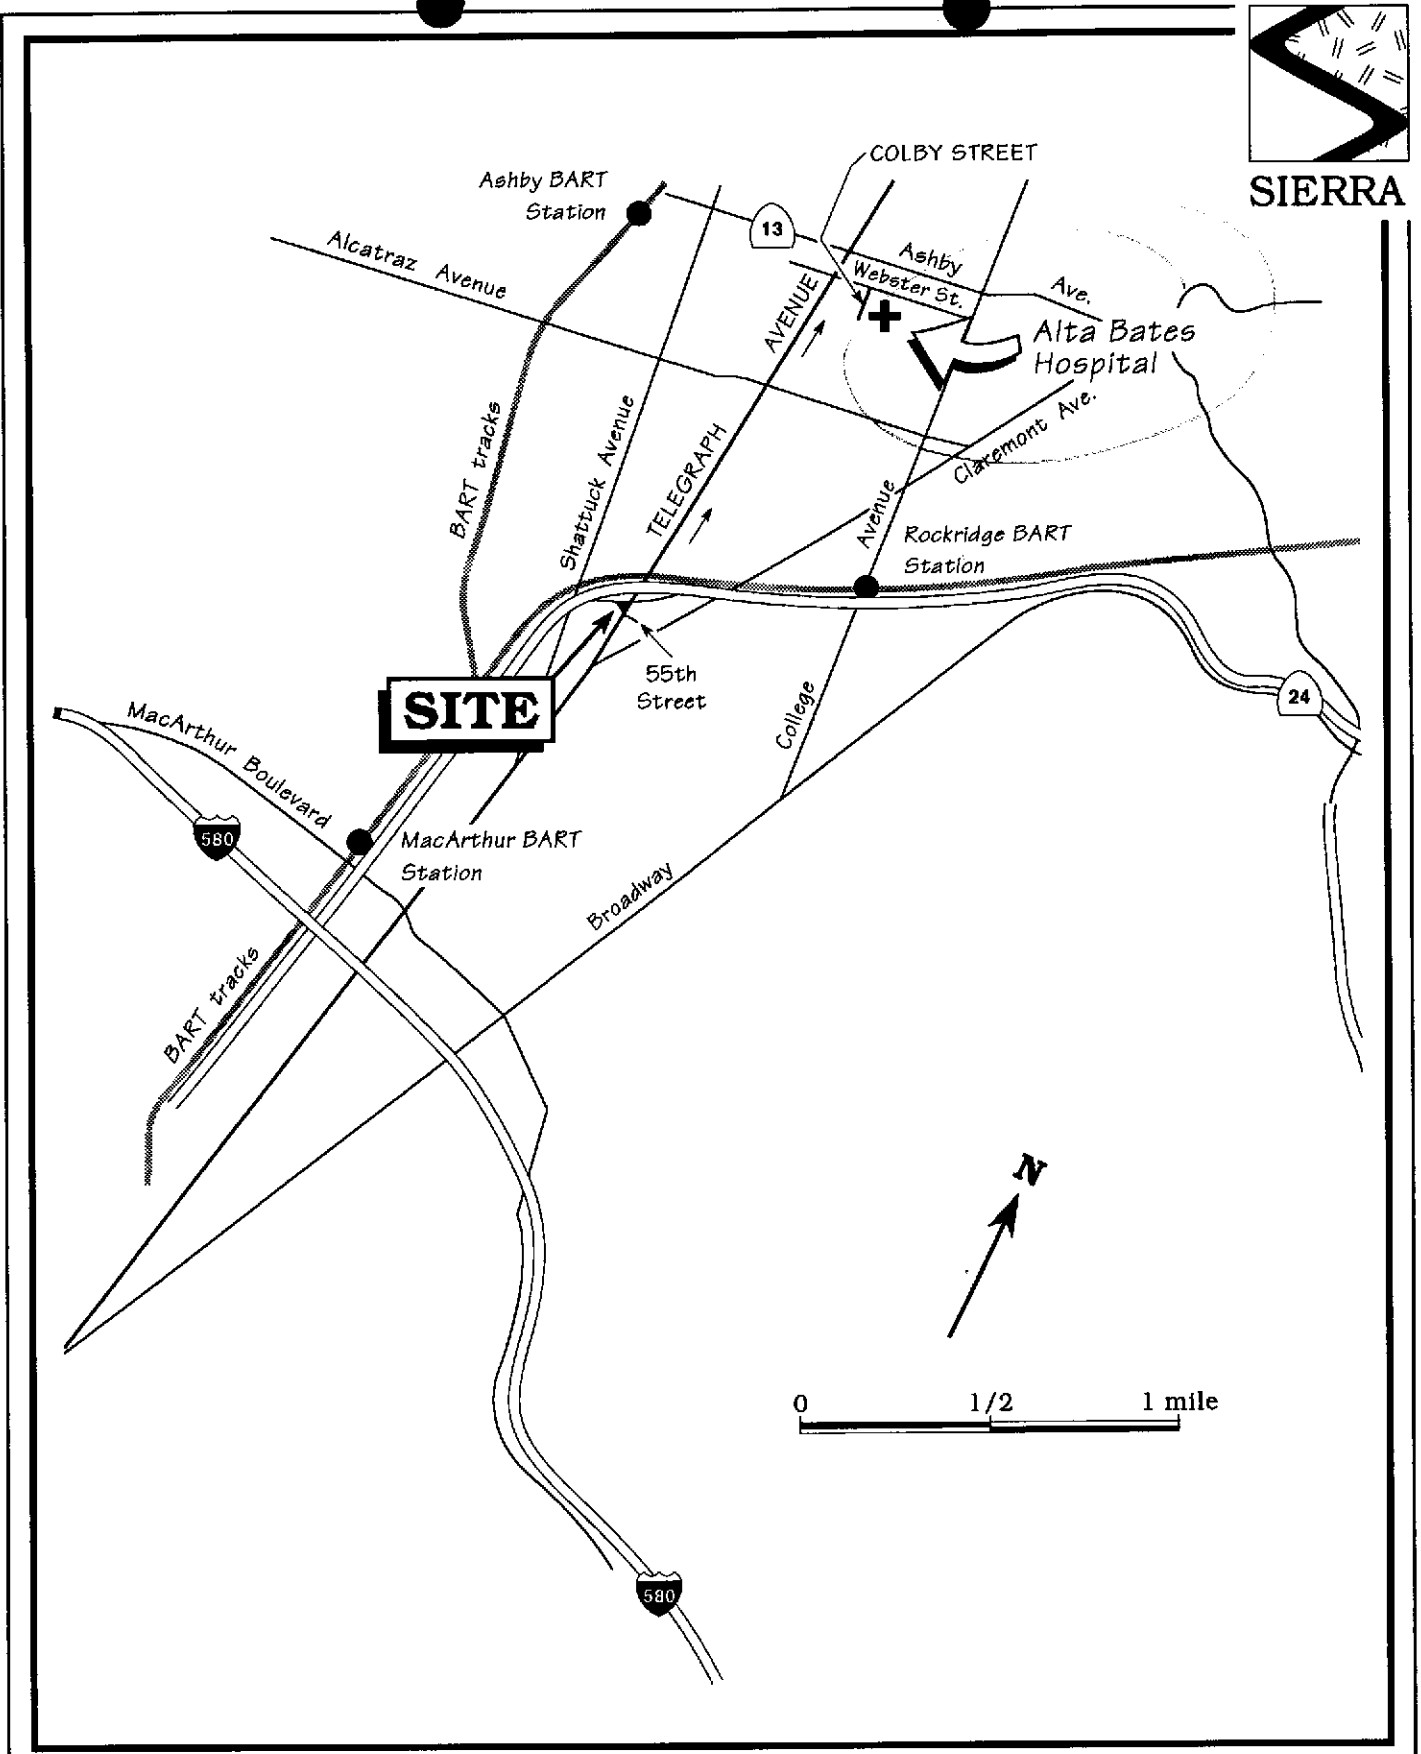 SIERRA
COLBY STREET
Ashby BART
Station
13
Alcatraz Avenue
Ashby
Ave.
Webster St.
AVENUE
Alta Bates
Hospital
BART tracks
Shattuck Avenue
TELEGRAPH
Claremont Ave.
Avenue
Rockridge BART
Station
55th
Street
SITE
College
24
MacArthur Boulevard
580
MacArthur BART
Station
Broadway
BART tracks
N
0 1/2 1 mile
580